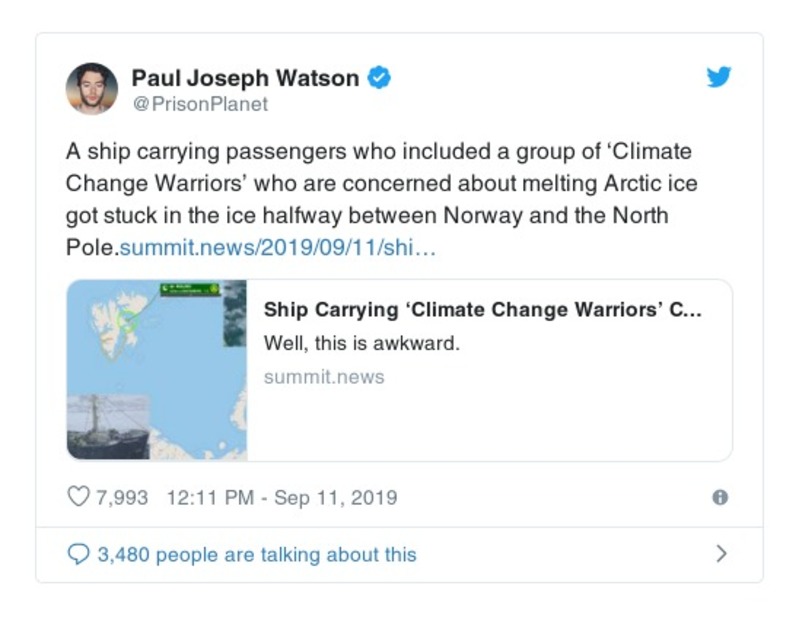 Paul Joseph Watson
@PrisonPlanet
A ship carrying passengers who included a group of ‘Climate
Change Warriors’ who are concerned about melting Arctic ice
got stuck in the ice halfway between Norway and the North
Pole.summit.news/2019/09/11/shi…
Ship Carrying ‘Climate Change Warriors’ C...
Well, this is awkward.
summit.news
7,993 12:11 PM - Sep 11, 2019
3,480 people are talking about this